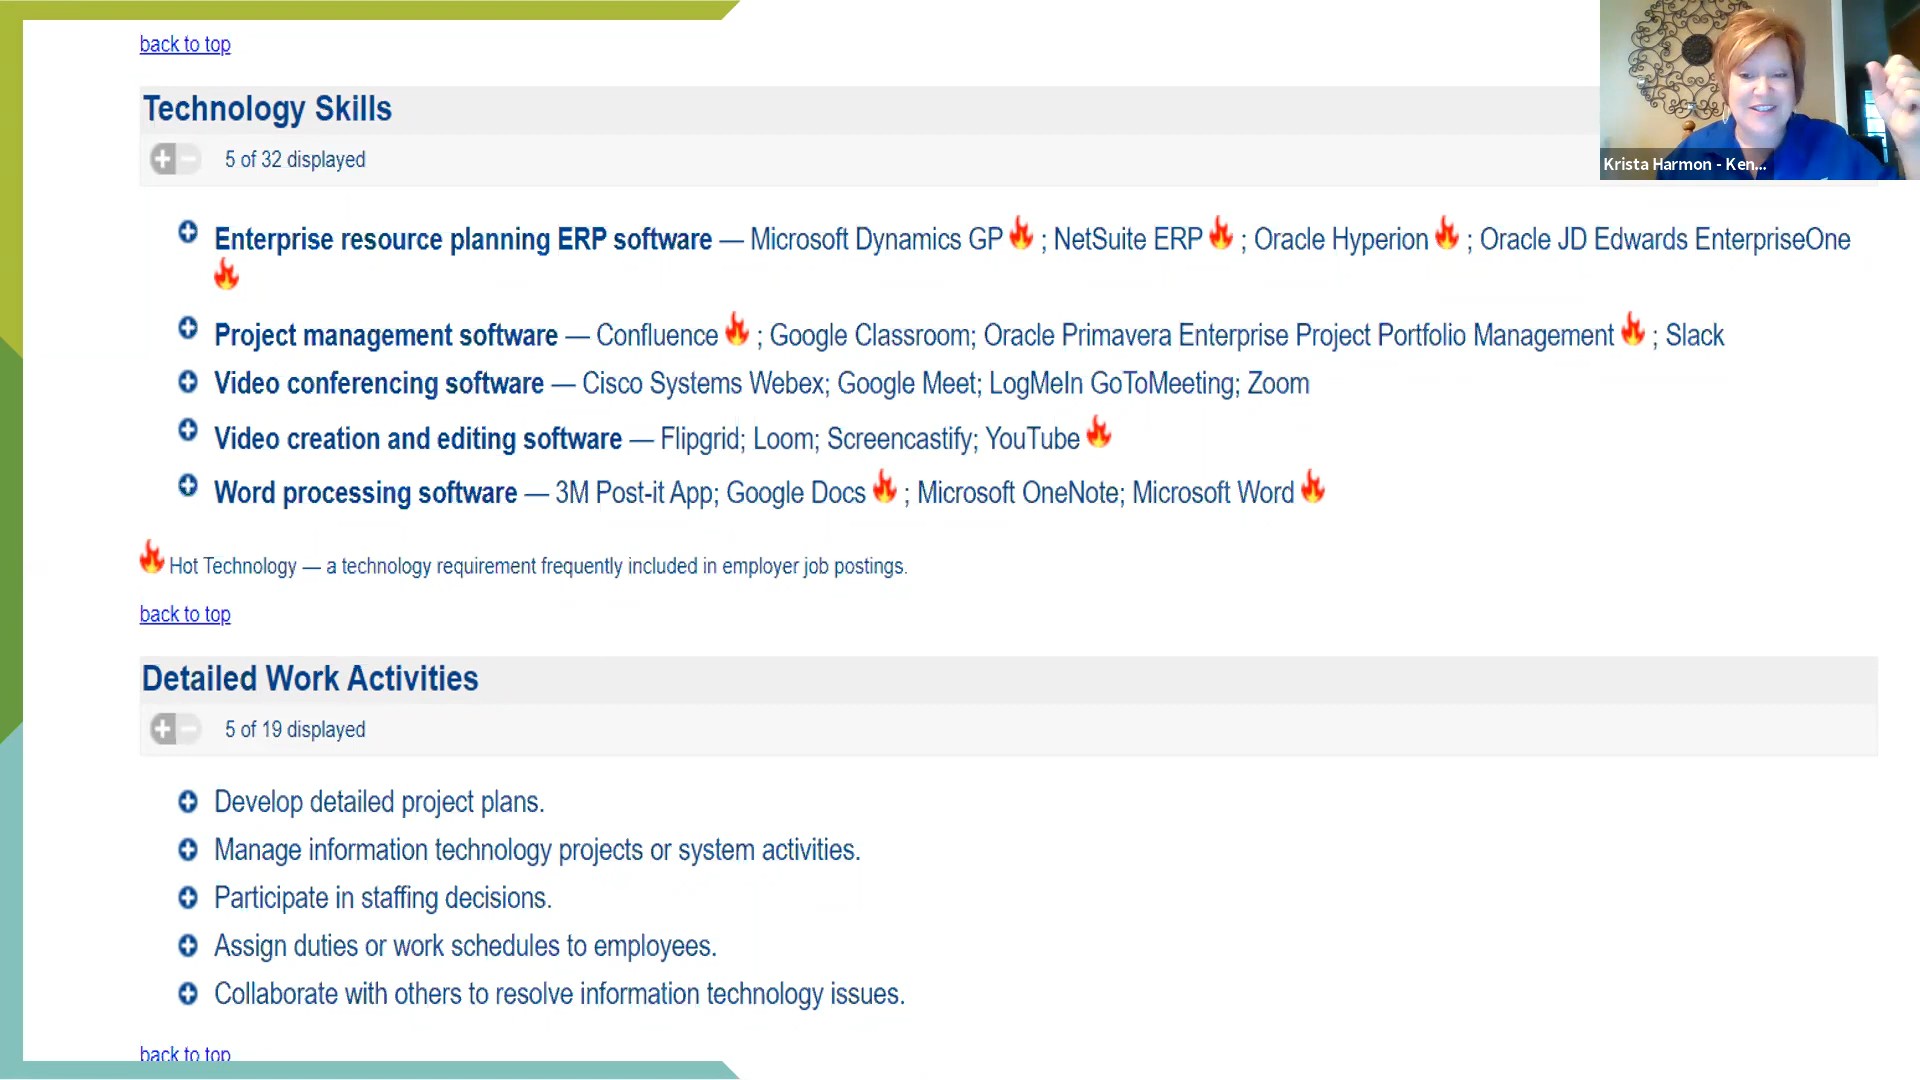 back to top
Technology Skills
5 of 32 displayed
Krista Harmon - Ken...
Enterprise resource planning ERP software — Microsoft Dynamics GP ; NetSuite ERP ; Oracle Hyperion ; Oracle JD Edwards EnterpriseOne
Project management software — Confluence ; Google Classroom; Oracle Primavera Enterprise Project Portfolio Management ; Slack
Video conferencing software — Cisco Systems Webex; Google Meet; LogMeIn GoToMeeting; Zoom
Video creation and editing software — Flipgrid; Loom; Screencastify; YouTube
Word processing software — 3M Post-it App; Google Docs ; Microsoft OneNote; Microsoft Word
Hot Technology — a technology requirement frequently included in employer job postings.
back to top
Detailed Work Activities
5 of 19 displayed
Develop detailed project plans.
Manage information technology projects or system activities.
Participate in staffing decisions.
Assign duties or work schedules to employees.
Collaborate with others to resolve information technology issues.
back to top